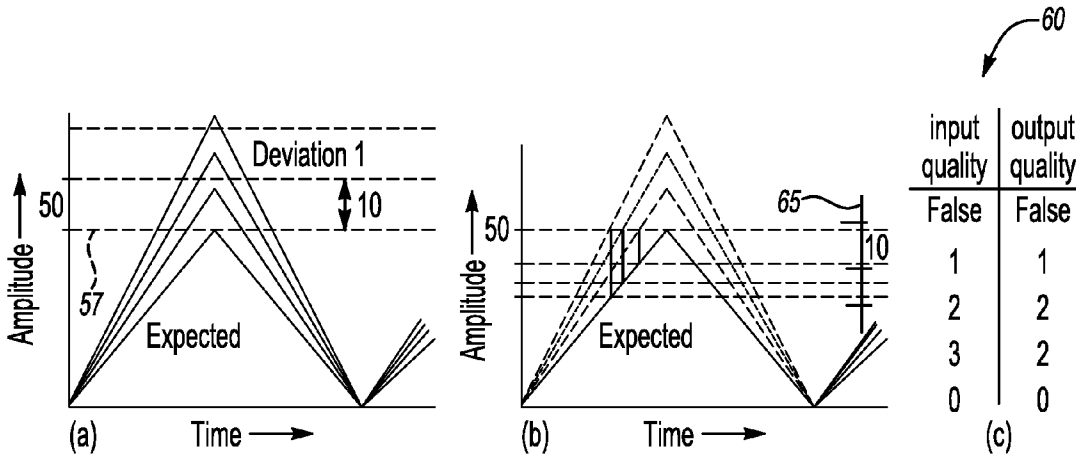 60
Amplitude
50
57
Deviation 1
10
Expected
(a)
Time
Amplitude
50
65
10
Expected
(b)
Time
input quality
output quality
False False
1 1
2 2
3 2
0 0
(c)